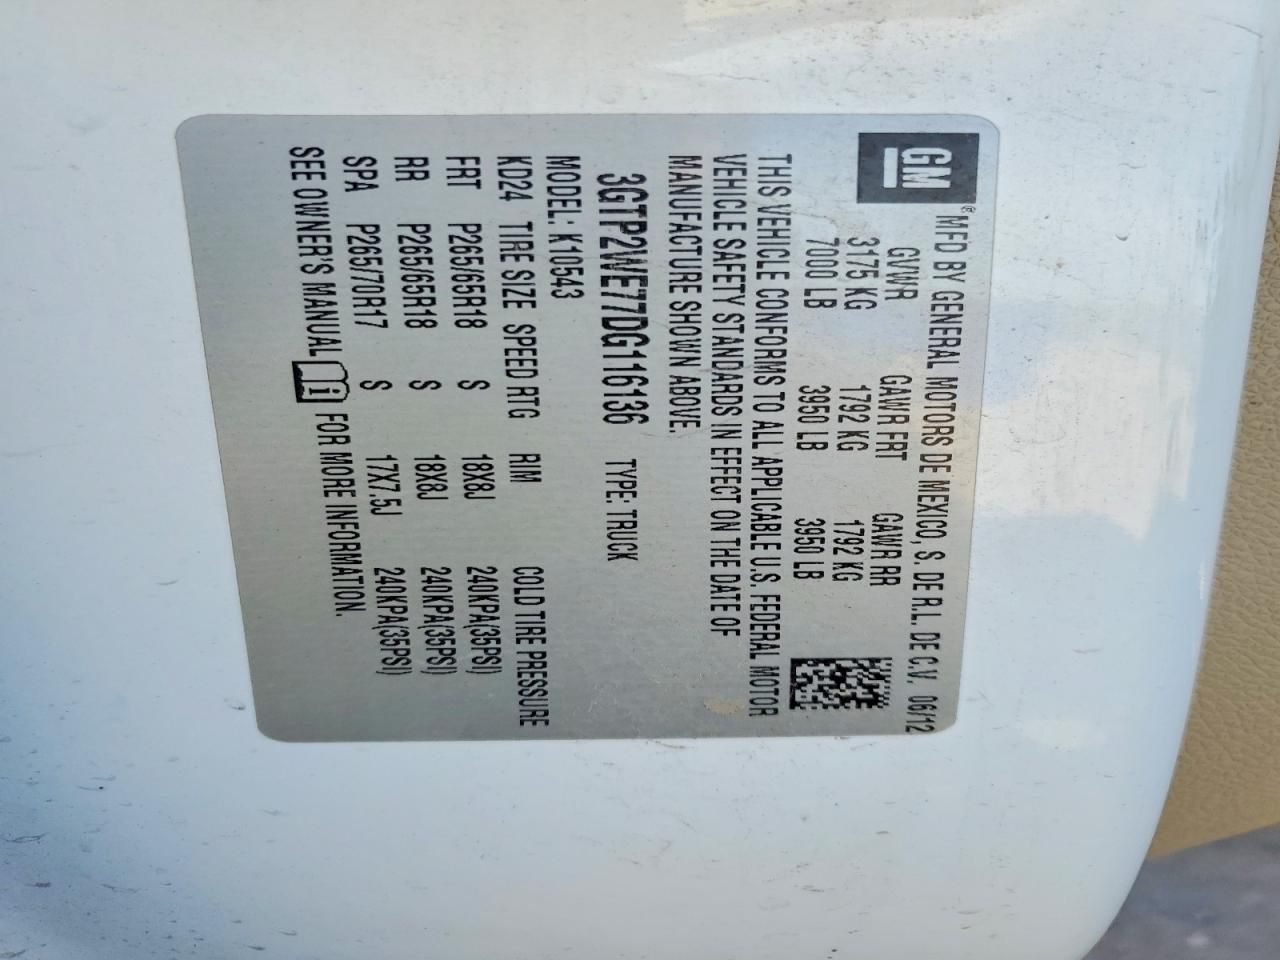 GM
®MFD BY GENERAL MOTORS DE MEXICO, S. DE R.L. DE C.V. 06/12
GVWR GAWR FRT GAWR RR
3175 KG 1792 KG 1792 KG
7000 LB 3950 LB 3950 LB
THIS VEHICLE CONFORMS TO ALL APPLICABLE U.S. FEDERAL MOTOR
VEHICLE SAFETY STANDARDS IN EFFECT ON THE DATE OF
MANUFACTURE SHOWN ABOVE.
3GTP2WE77DG116136 TYPE: TRUCK
MODEL: K10543
KD24 TIRE SIZE SPEED RTG RIM COLD TIRE PRESSURE
FRT P265/65R18 S 18X8J 240KPA(35PSI)
RR P265/65R18 S 18X8J 240KPA(35PSI)
SPA P265/70R17 S 17X7.5J 240KPA(35PSI)
SEE OWNER'S MANUAL FOR MORE INFORMATION.